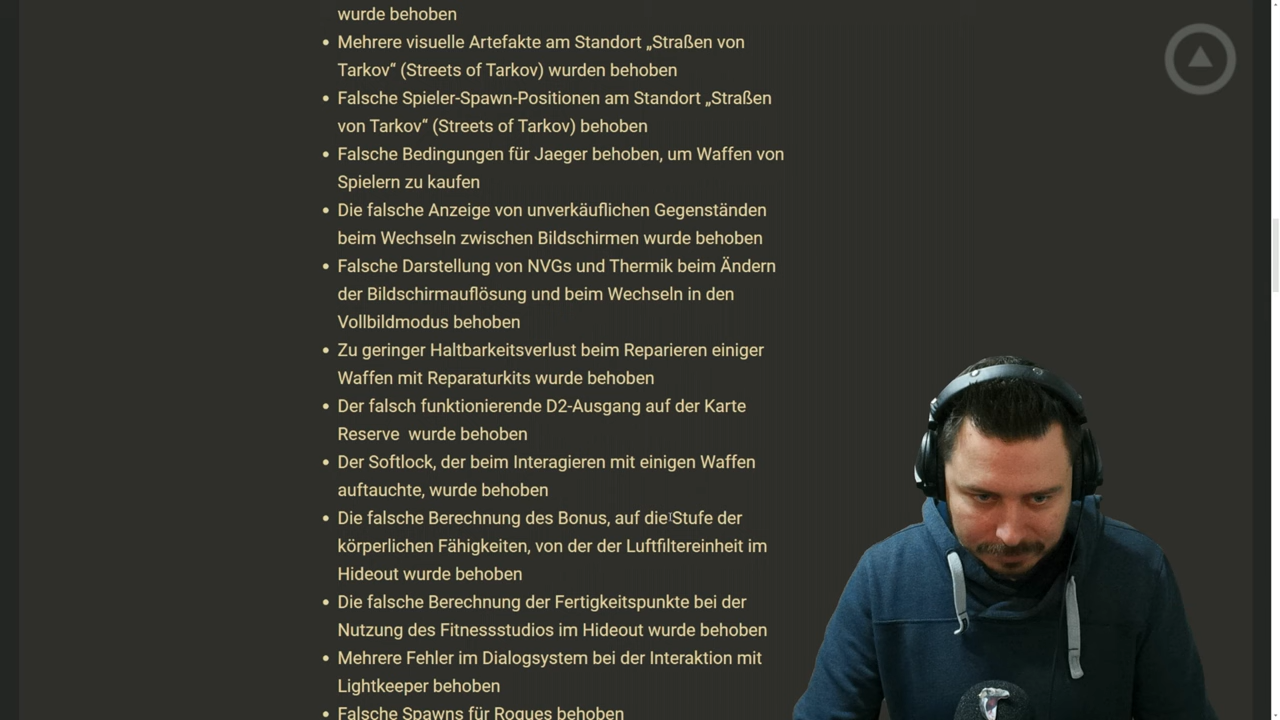 wurde behoben
• Mehrere visuelle Artefakte am Standort „Straßen von
Tarkov“ (Streets of Tarkov) wurden behoben
• Falsche Spieler-Spawn-Positionen am Standort „Straßen
von Tarkov“ (Streets of Tarkov) behoben
• Falsche Bedingungen für Jaeger behoben, um Waffen von
Spielern zu kaufen
• Die falsche Anzeige von unverkäuflichen Gegenständen
beim Wechseln zwischen Bildschirmen wurde behoben
• Falsche Darstellung von NVGs und Thermik beim Ändern
der Bildschirmauflösung und beim Wechseln in den
Vollbildmodus behoben
• Zu geringer Haltbarkeitsverlust beim Reparieren einiger
Waffen mit Reparaturkits wurde behoben
• Der falsch funktionierende D2-Ausgang auf der Karte
Reserve  wurde behoben
• Der Softlock, der beim Interagieren mit einigen Waffen
auftauchte, wurde behoben
• Die falsche Berechnung des Bonus, auf die Stufe der
körperlichen Fähigkeiten, von der der Luftfiltereinheit im
Hideout wurde behoben
• Die falsche Berechnung der Fertigkeitspunkte bei der
Nutzung des Fitnessstudios im Hideout wurde behoben
• Mehrere Fehler im Dialogsystem bei der Interaktion mit
Lightkeeper behoben
• Falsche Spawns für Rogues behoben